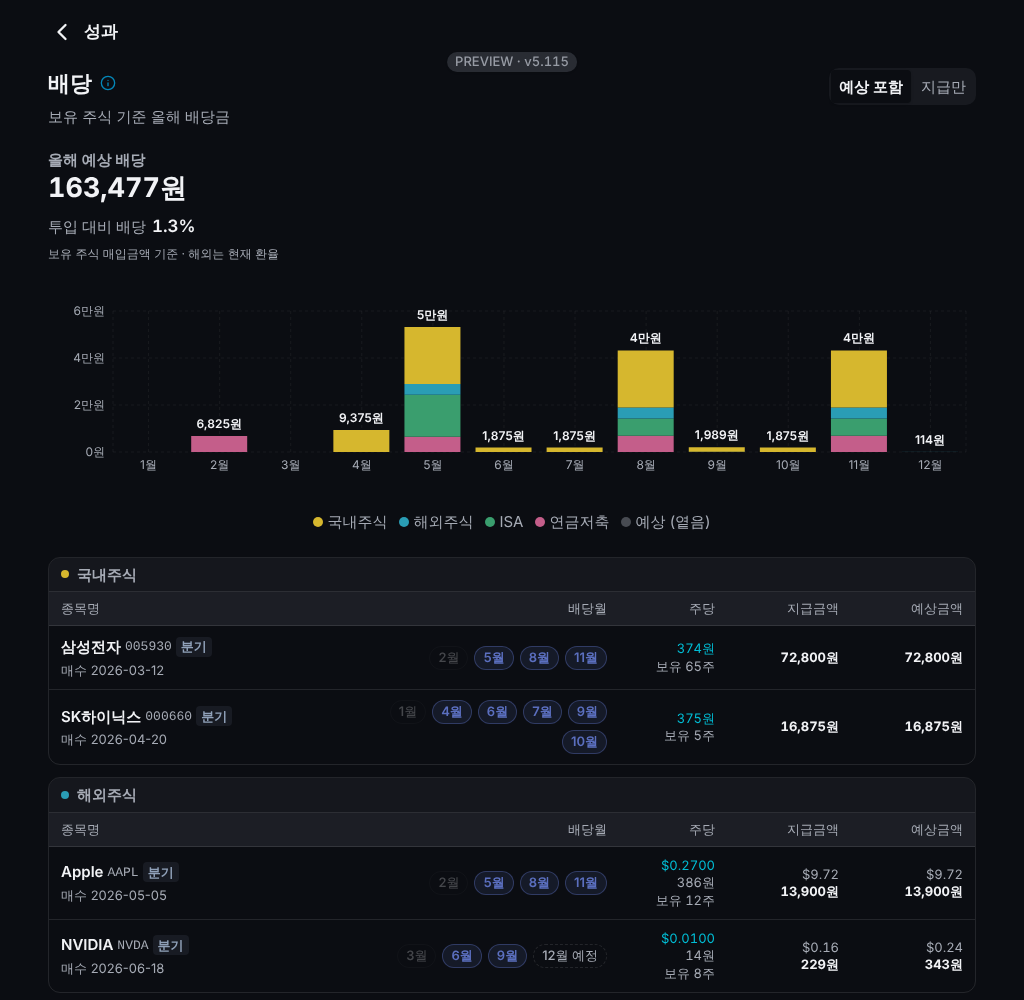 성과
PREVIEW · v5.115
배당
예상 포함 지급만
보유 주식 기준 올해 배당금
올해 예상 배당
163,477원
투입 대비 배당 1.3%
보유 주식 매입금액 기준 · 해외는 현재 환율
6만원
4만원
2만원
0원
6,825원
9,375원
5만원
1,875원
1,875원
4만원
1,989원
1,875원
4만원
114원
1월 2월 3월 4월 5월 6월 7월 8월 9월 10월 11월 12월
국내주식 해외주식 ISA 연금저축 예상 (옅음)
국내주식
종목명 배당월 주당 지급금액 예상금액
삼성전자 005930 분기
매수 2026-03-12
2월 5월 8월 11월
374원
보유 65주
72,800원
72,800원
SK하이닉스 000660 분기
매수 2026-04-20
1월 4월 6월 7월 9월
10월
375원
보유 5주
16,875원
16,875원
해외주식
종목명 배당월 주당 지급금액 예상금액
Apple AAPL 분기
매수 2026-05-05
2월 5월 8월 11월
$0.2700
386원
보유 12주
$9.72
13,900원
$9.72
13,900원
NVIDIA NVDA 분기
매수 2026-06-18
3월 6월 9월 12월 예정
$0.0100
14원
보유 8주
$0.16
229원
$0.24
343원